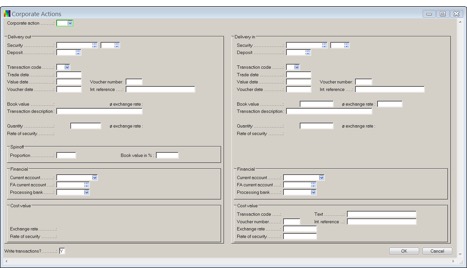 Corporate Actions
Corporate action
Delivery out
Security
Deposit
Transaction code
Trade date
Value date Voucher number:
Voucher date Int. reference
Book value ø exchange rate :
Transaction description:
Quantity ø exchange rate :
Rate of security
Spinoff
Proportion Book value in % :
Financial
Current account
FA current account
Processing bank
Cost value
Exchange rate
Rate of security
Delivery in
Security
Deposit
Transaction code
Trade date
Value date Voucher number:
Voucher date Int. reference
Book value ø exchange rate :
Transaction description:
Quantity ø exchange rate :
Rate of security
Financial
Current account
FA current account
Processing bank
Cost value
Transaction code Text
Voucher number Int. reference
Exchange rate
Rate of security
Write transactions?
OK Cancel